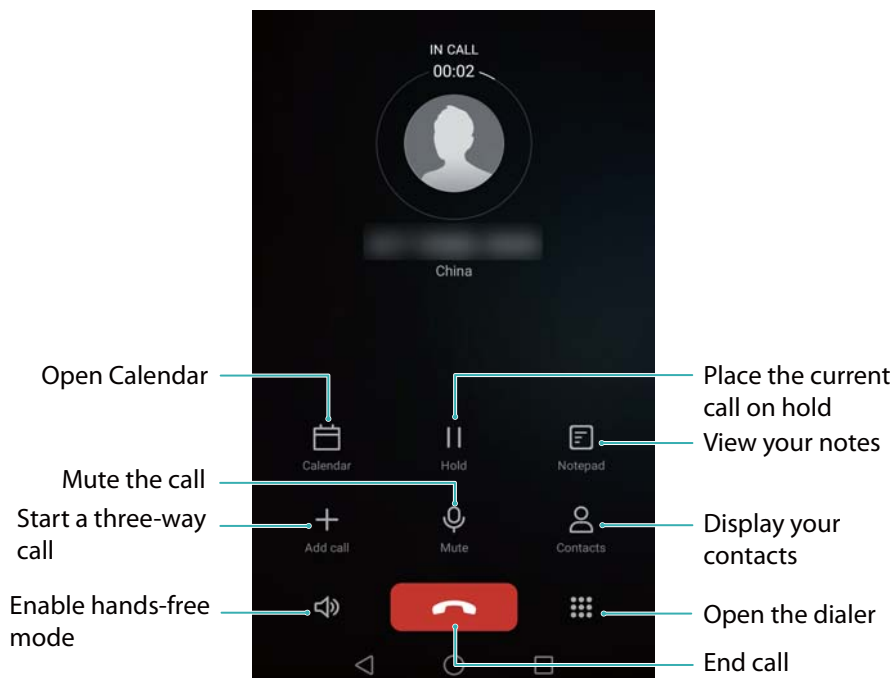 IN CALL
00:02
China
Open Calendar
Place the current
call on hold
Calendar
Hold
Notepad
View your notes
Mute the call
Start a three-way
call
Add call
Mute
Contacts
Display your
contacts
Enable hands-free
mode
Open the dialer
End call